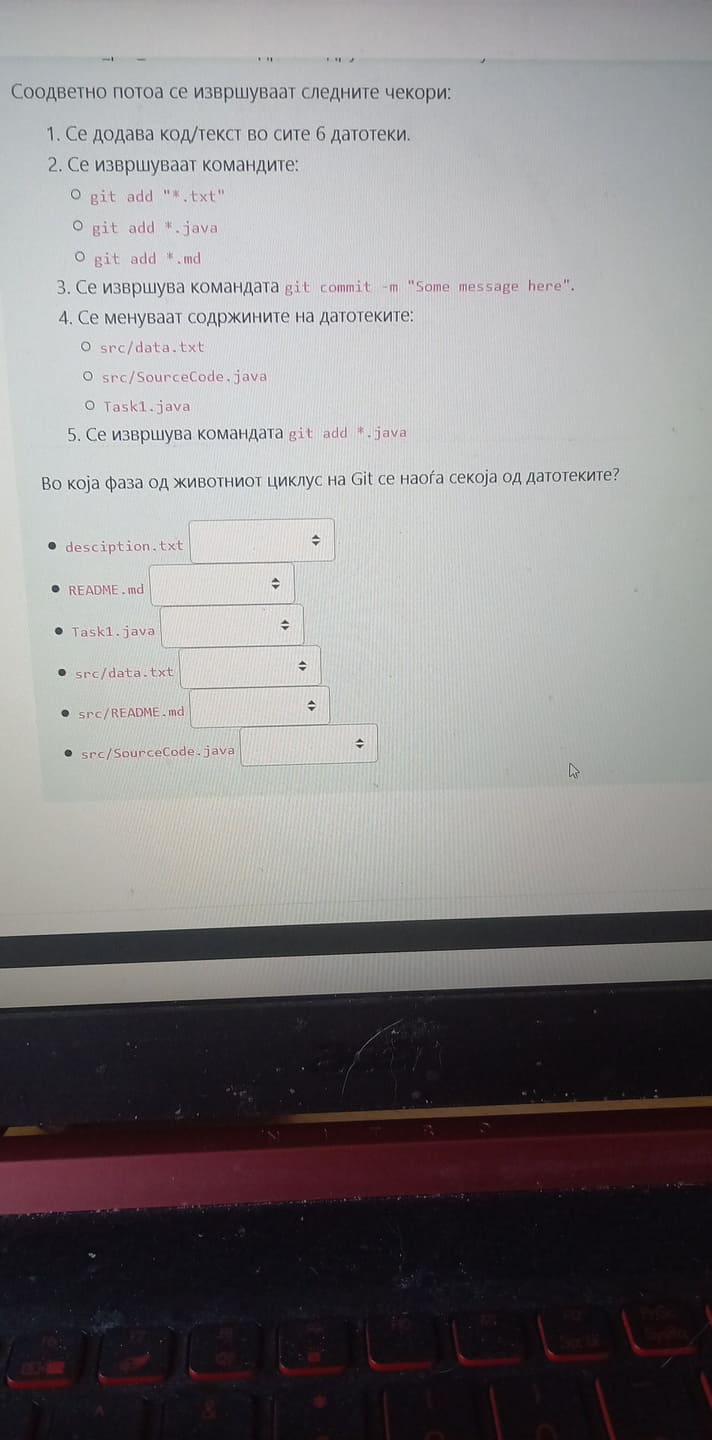 Соодветно потоа се извршуваат следните чекори:
1. Се додава код/текст во сите 6 датотеки.
2. Се извршуваат командите:
git add "*.txt"
git add *.java
git add *.md
3. Се извршува командата git commit -m "Some message here".
4. Се менуваат содржините на датотеките:
src/data.txt
src/SourceCode.java
Task1.java
5. Се извршува командата git add *.java
Во која фаза од животниот циклус на Git се наоѓа секоја од датотеките?
desciption.txt
README.md
Task1.java
src/data.txt
src/README.md
src/SourceCode.java
N I T R O